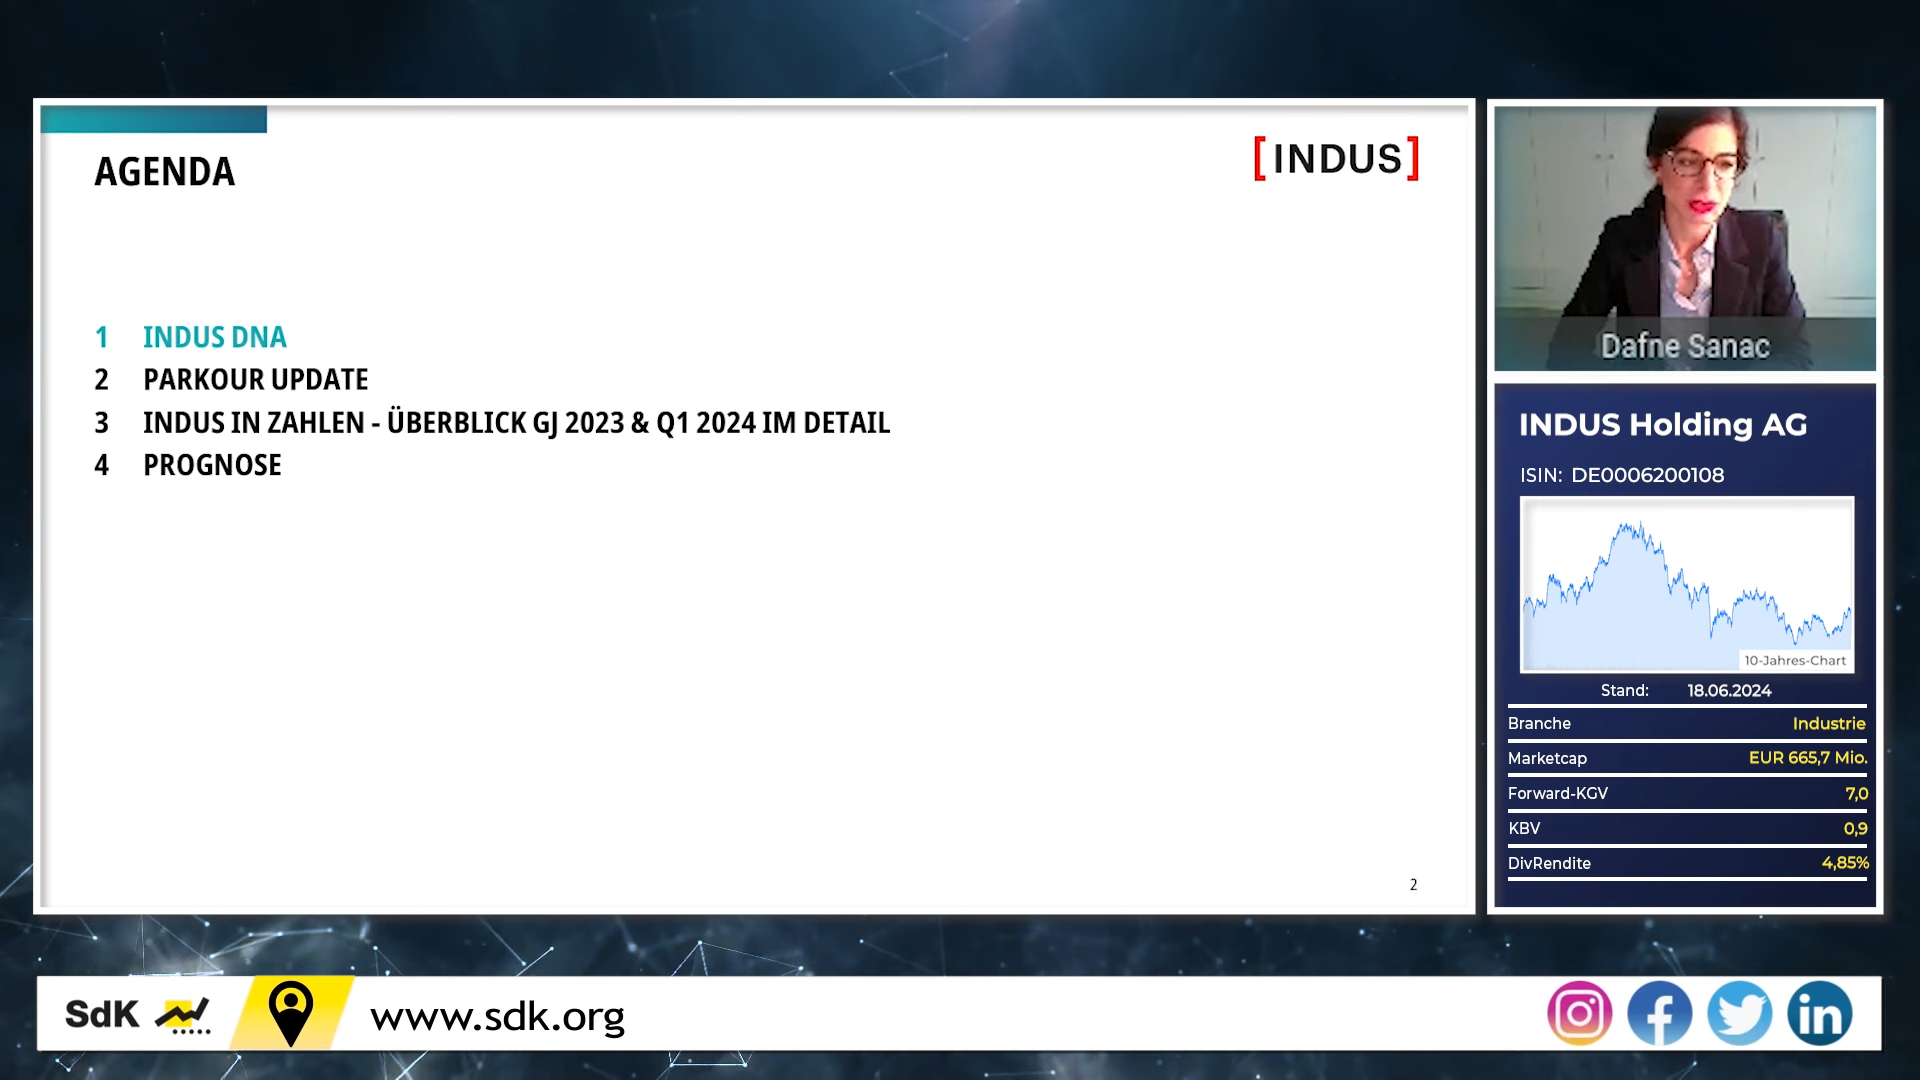 AGENDA
[INDUS]
1 INDUS DNA
2 PARKOUR UPDATE
3 INDUS IN ZAHLEN - ÜBERBLICK GJ 2023 & Q1 2024 IM DETAIL
4 PROGNOSE
2
Dafne Sanac
INDUS Holding AG
ISIN: DE0006200108
10-Jahres-Chart
Stand: 18.06.2024
Branche Industrie
Marketcap EUR 665,7 Mio.
Forward-KGV 7,0
KBV 0,9
DivRendite 4,85%
SdK
www.sdk.org
in